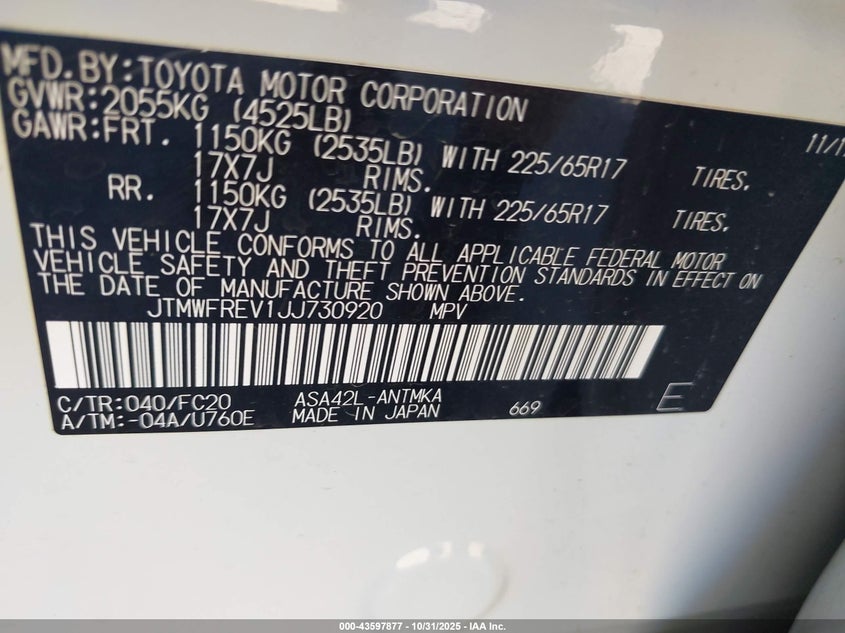 MFD.BY:TOYOTA MOTOR CORPORATION
GVWR:2055KG (4525LB) 11/1
GAWR:FRT. 1150KG (2535LB) WITH 225/65R17 TIRES.
17X7J RIMS.
RR. 1150KG (2535LB) WITH 225/65R17 TIRES.
17X7J RIMS.
THIS VEHICLE CONFORMS TO ALL APPLICABLE FEDERAL MOTOR
VEHICLE SAFETY AND THEFT PREVENTION STANDARDS IN EFFECT ON
THE DATE OF MANUFACTURE SHOWN ABOVE.
JTMWFREV1JJ730920 MPV
C/TR:040/FC20 ASA42L-ANTMKA
A/TM:-04A/U760E MADE IN JAPAN 669 E
000-43597877 - 10/31/2025 - IAA Inc.